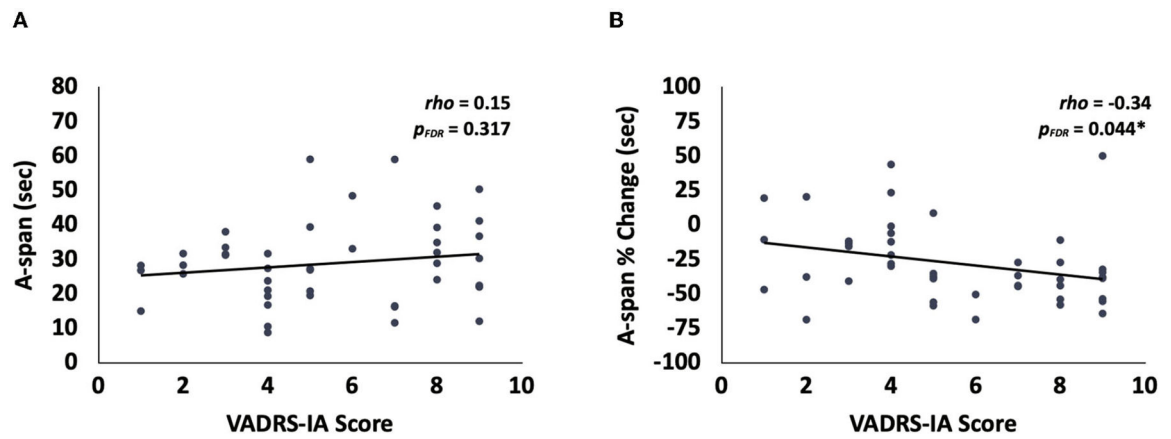 A
rho = 0.15
pFDR = 0.317
80
70
60
50
40
30
20
10
0
A-span (sec)
0 2 4 6 8 10
VADRS-IA Score
B
rho = -0.34
pFDR = 0.044*
100
75
50
25
0
-25
-50
-75
-100
A-span % Change (sec)
0 2 4 6 8 10
VADRS-IA Score